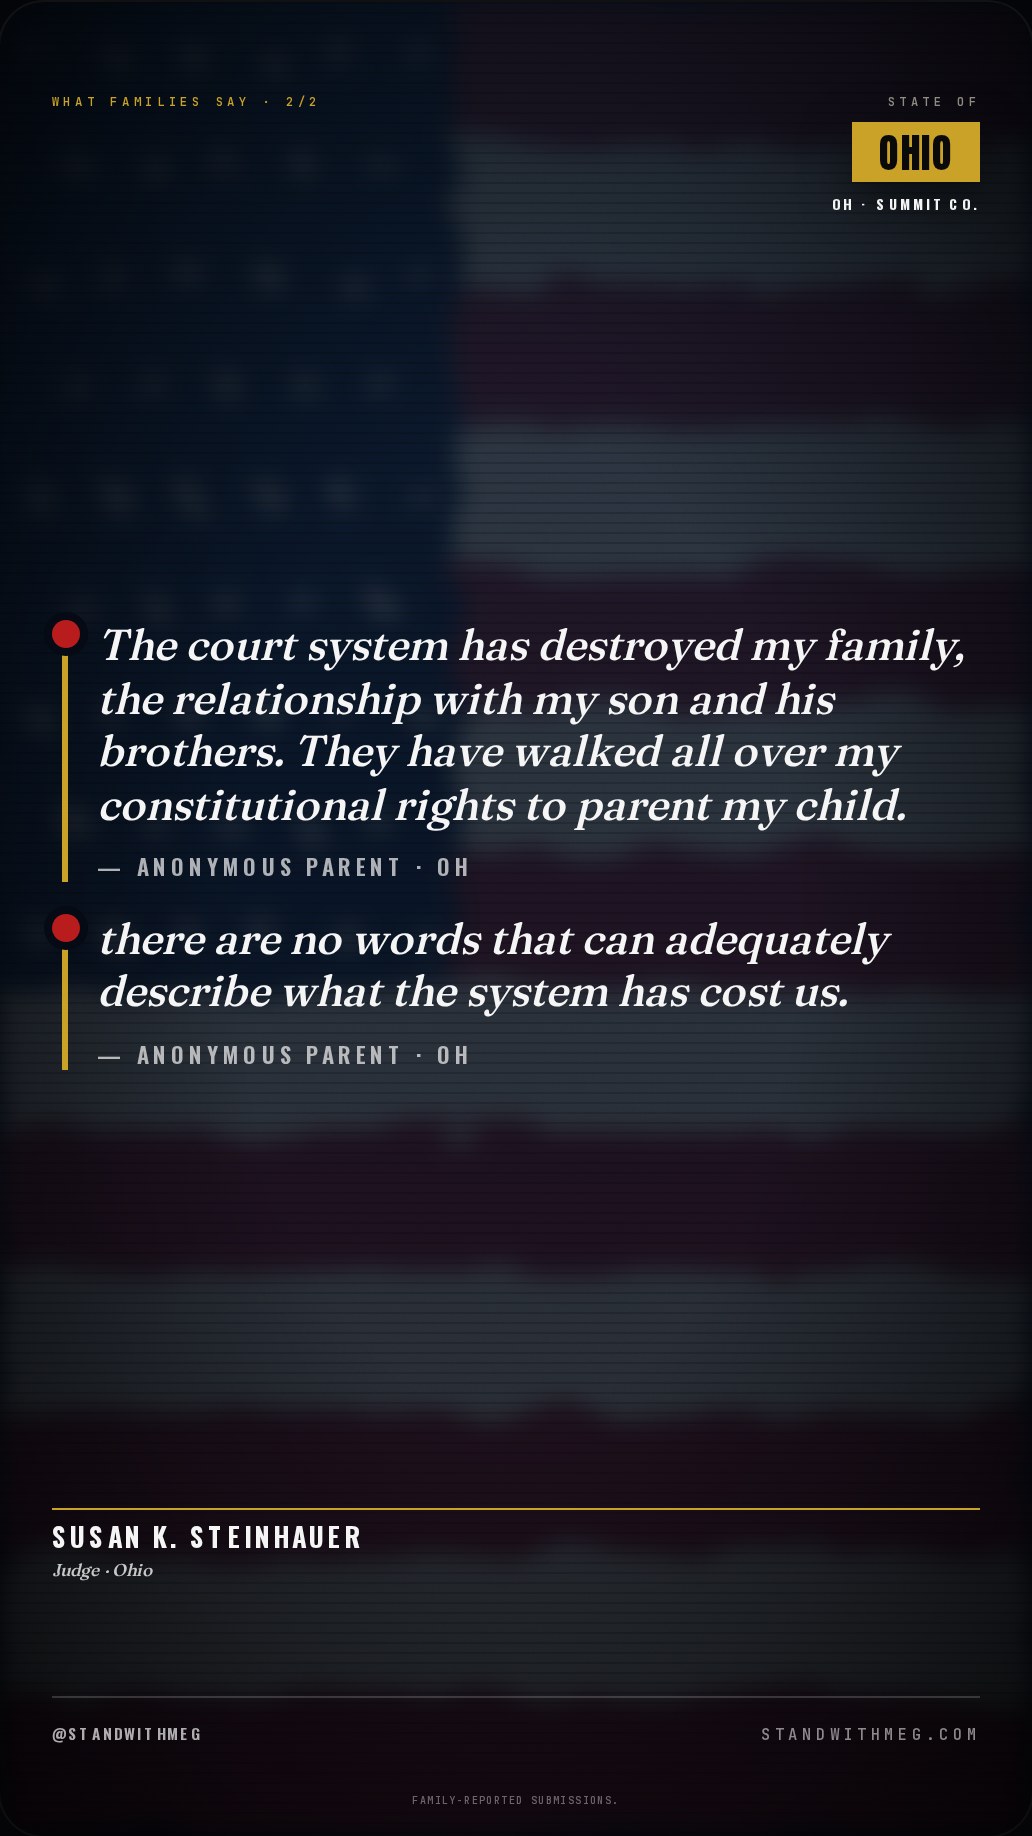 WHAT FAMILIES SAY · 2/2
STATE OF
OHIO
OH · SUMMIT CO.
The court system has destroyed my family,
the relationship with my son and his
brothers. They have walked all over my
constitutional rights to parent my child.
— ANONYMOUS PARENT · OH
there are no words that can adequately
describe what the system has cost us.
— ANONYMOUS PARENT · OH
SUSAN K. STEINHAUER
Judge · Ohio
@STANDWITHMEG
STANDWITHMEG.COM
FAMILY-REPORTED SUBMISSIONS.